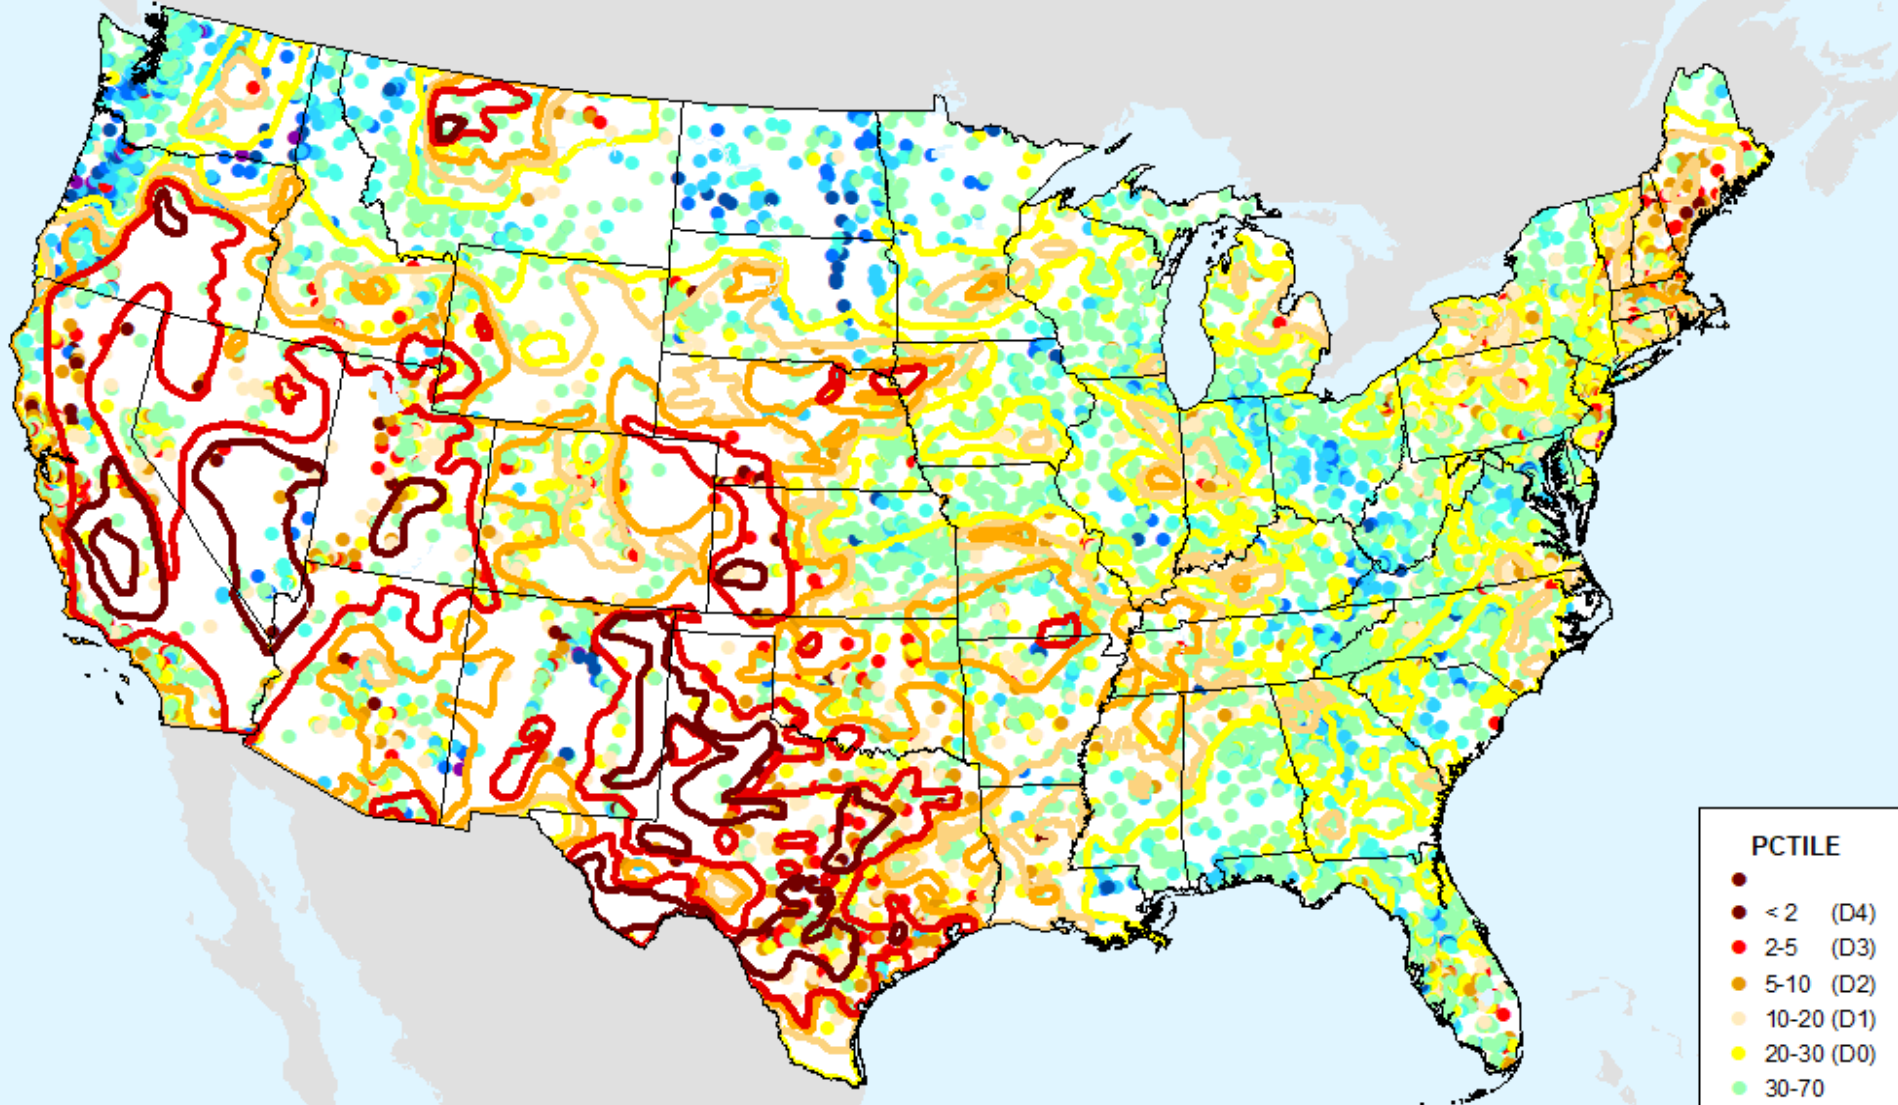 PCTILE
< 2 (D4)
2-5 (D3)
5-10 (D2)
10-20 (D1)
20-30 (D0)
30-70